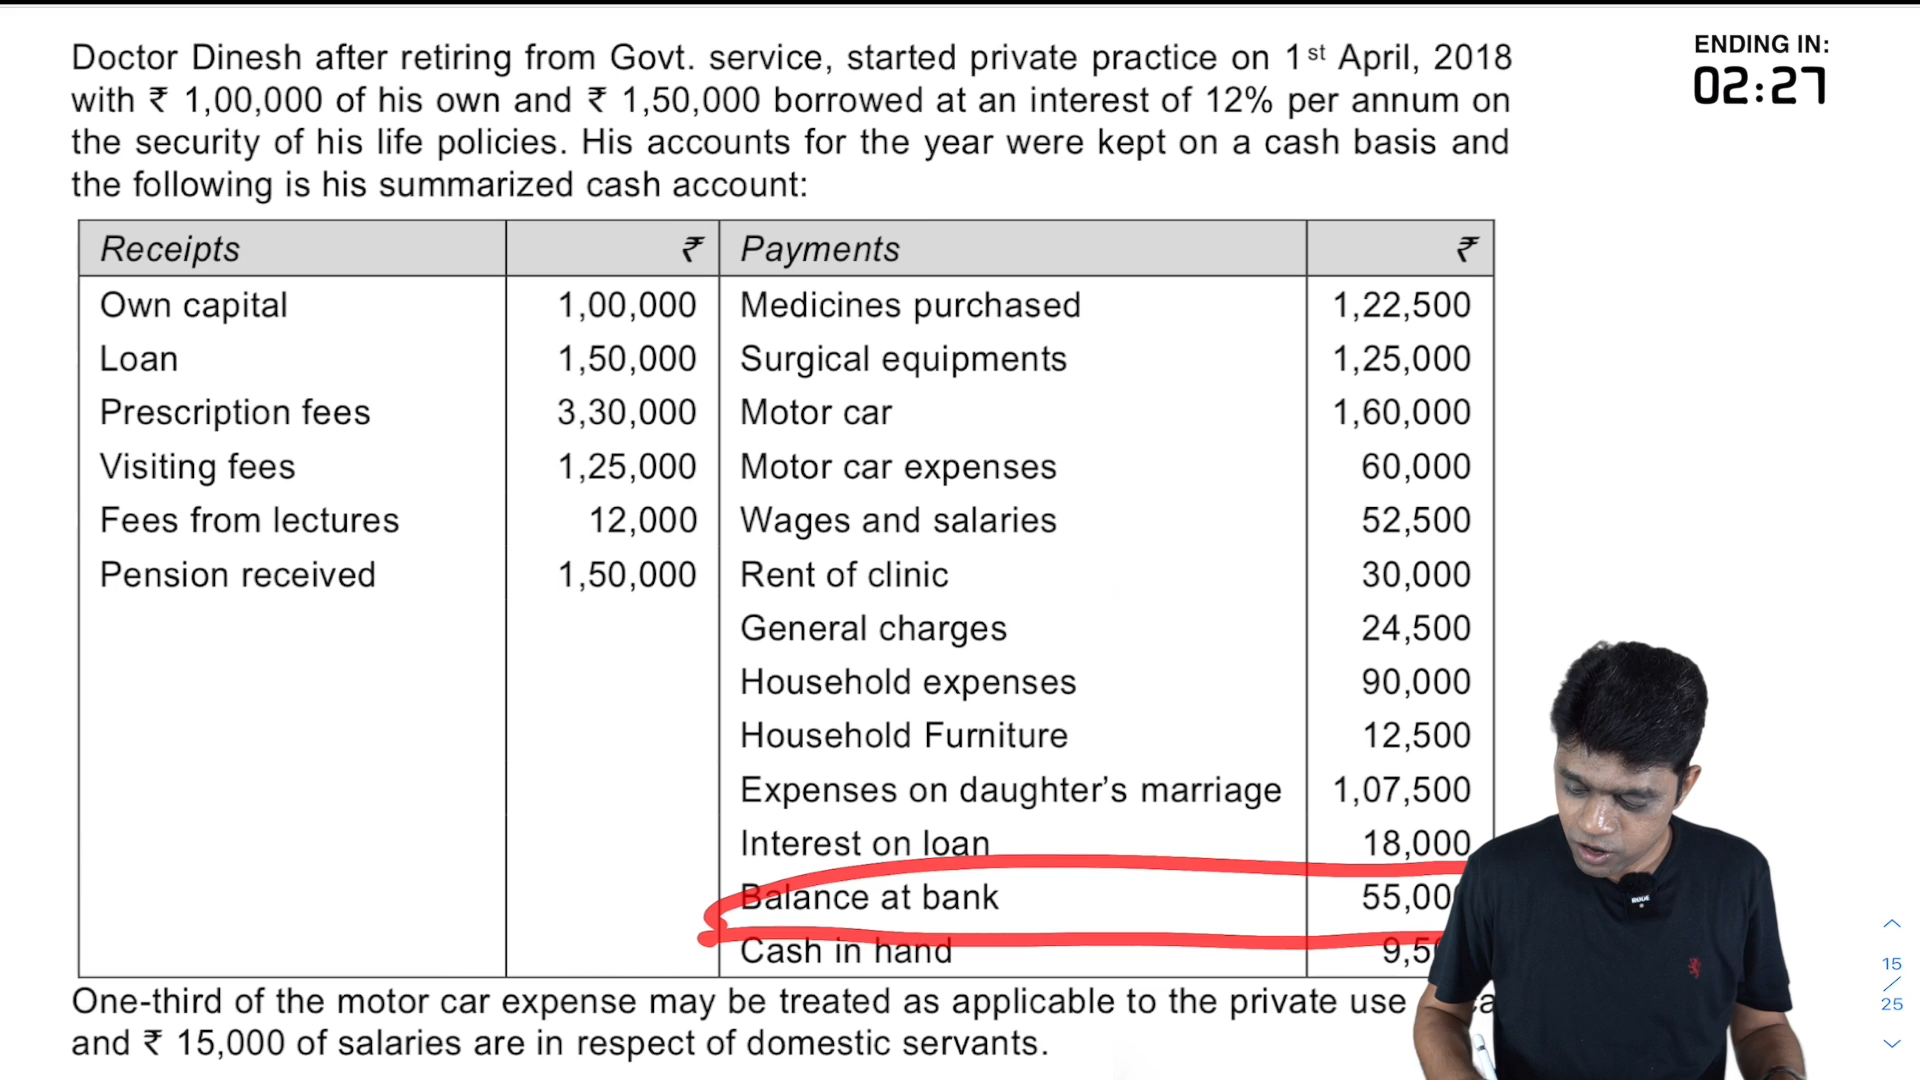 Doctor Dinesh after retiring from Govt. service, started private practice on 1st April, 2018
with ₹ 1,00,000 of his own and ₹ 1,50,000 borrowed at an interest of 12% per annum on
the security of his life policies. His accounts for the year were kept on a cash basis and
the following is his summarized cash account:
Receipts ₹ Payments ₹
Own capital 1,00,000 Medicines purchased 1,22,500
Loan 1,50,000 Surgical equipments 1,25,000
Prescription fees 3,30,000 Motor car 1,60,000
Visiting fees 1,25,000 Motor car expenses 60,000
Fees from lectures 12,000 Wages and salaries 52,500
Pension received 1,50,000 Rent of clinic 30,000
General charges 24,500
Household expenses 90,000
Household Furniture 12,500
Expenses on daughter's marriage 1,07,500
Interest on loan 18,000
Balance at bank 55,00
Cash in hand 9,5
One-third of the motor car expense may be treated as applicable to the private use
and ₹ 15,000 of salaries are in respect of domestic servants.
ENDING IN:
02:27
RODE
15
/
25